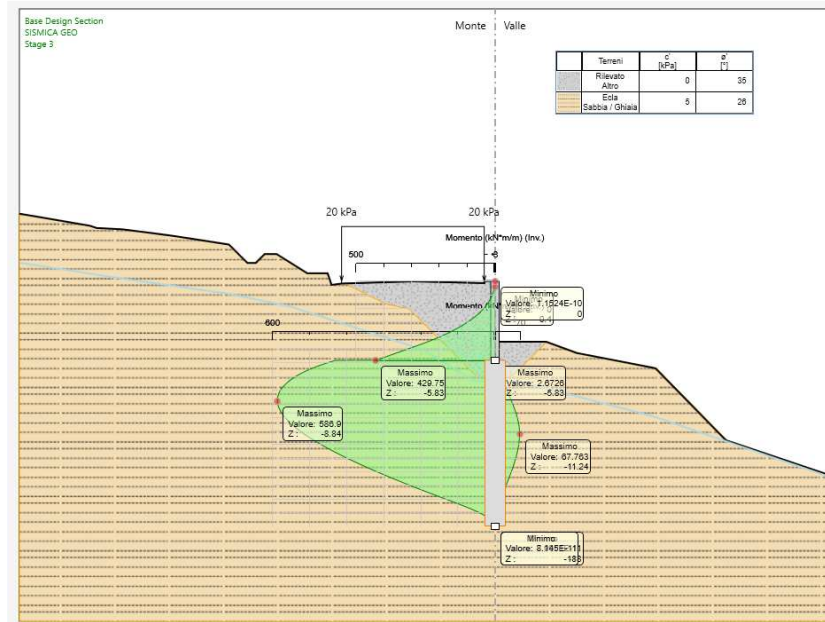 Base Design Section
SISMICA GEO
Stage 3
Monte Valle
Terreni c' ø'
[kPa] [°]
Rilevato
Altro 0 35
Ecla
Sabbia / Ghiaia 5 26
20 kPa 20 kPa
Momento (kN*m/m) (Inv.)
500
Minimo
Valore: 1.1524E-10
Z : 0
Momento
600
70
Massimo
Valore: 429.75
Z : -5.83
Massimo
Valore: 2.6726
Z : -5.83
Massimo
Valore: 586.9
Z : -8.84
Massimo
Valore: 67.763
Z : -11.24
Minimo
Valore:
Z :